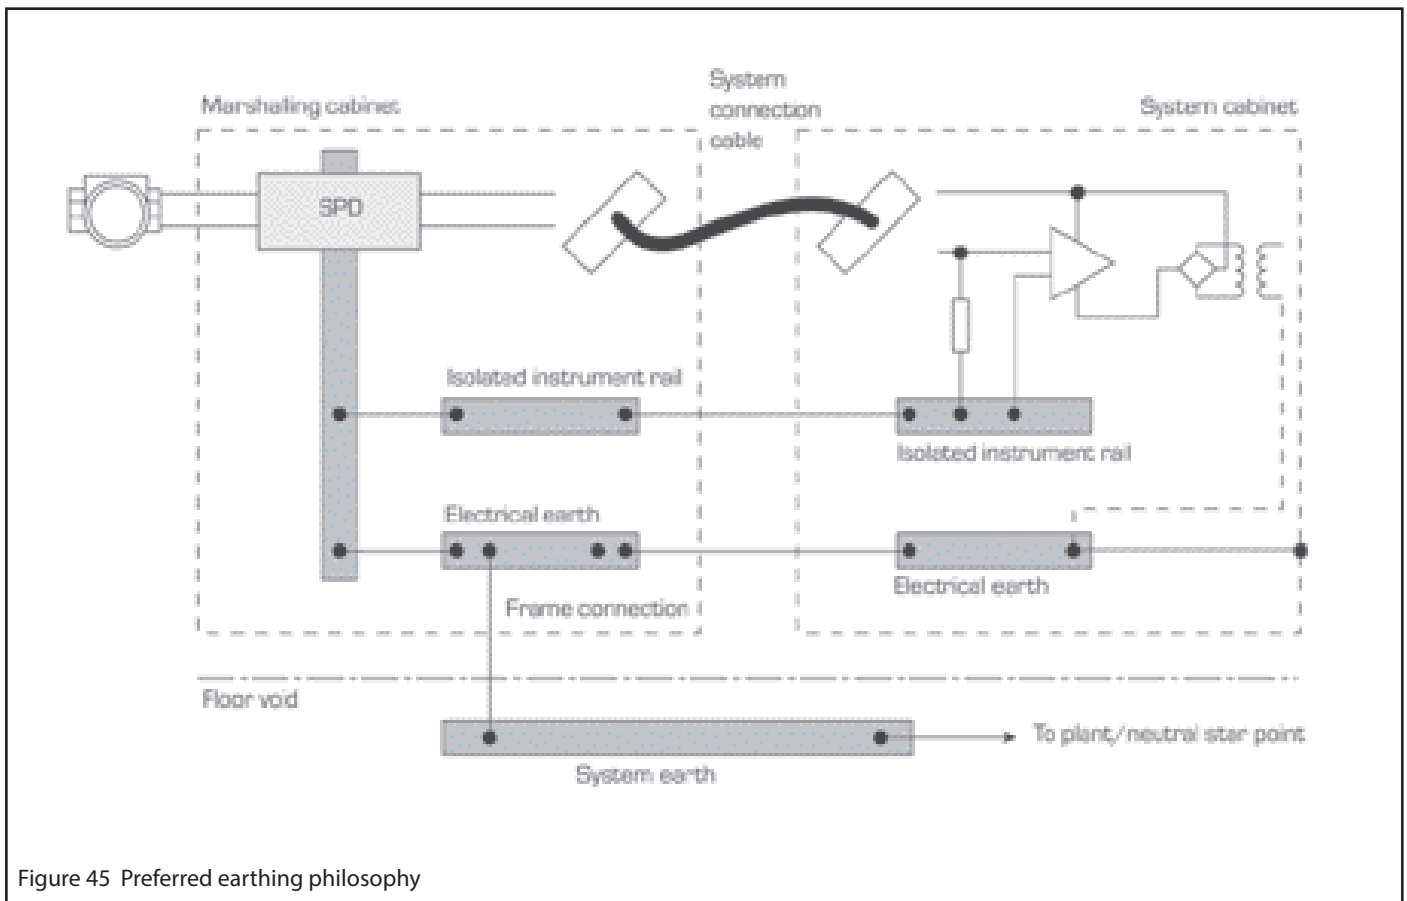 System
connection
cable
Marshalling cabinet
System cabinet
SPD
Isolated instrument rail
Isolated instrument rail
Electrical earth
Electrical earth
Frame connection
Floor void
To plant/neutral star point
System earth
Figure 45 Preferred earthing philosophy